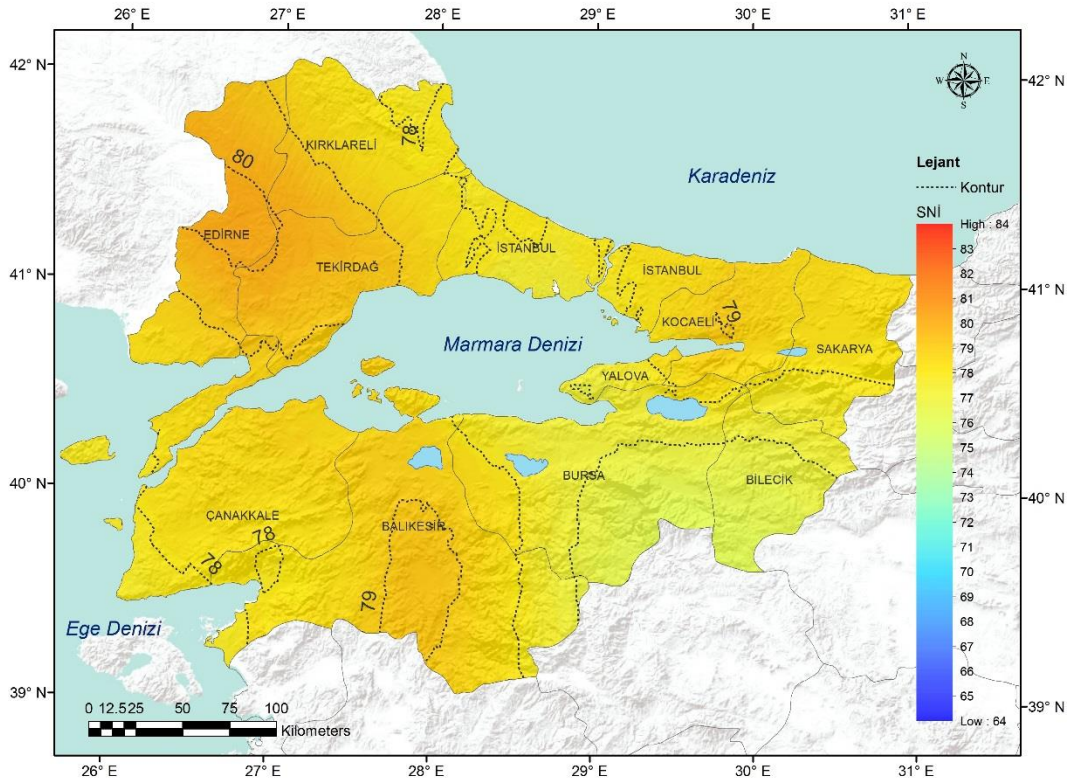 26° E 27° E 28° E 29° E 30° E 31° E
42° N
42° N
N
W E
S
KIRKLARELİ
78
80
Karadeniz
Lejant
Kontur
SNİ
High : 84
83
82
81
80
79
78
77
76
75
74
73
72
71
70
69
68
67
66
65
Low : 64
EDİRNE
TEKİRDAĞ
İSTANBUL
İSTANBUL
41° N
41° N
KOCAELİ
79
Marmara Denizi
SAKARYA
YALOVA
40° N
40° N
BURSA
BİLECİK
ÇANAKKALE
BALIKESİR
78
78
79
Ege Denizi
39° N
39° N
0 12.525 50 75 100
Kilometers
26° E 27° E 28° E 29° E 30° E 31° E